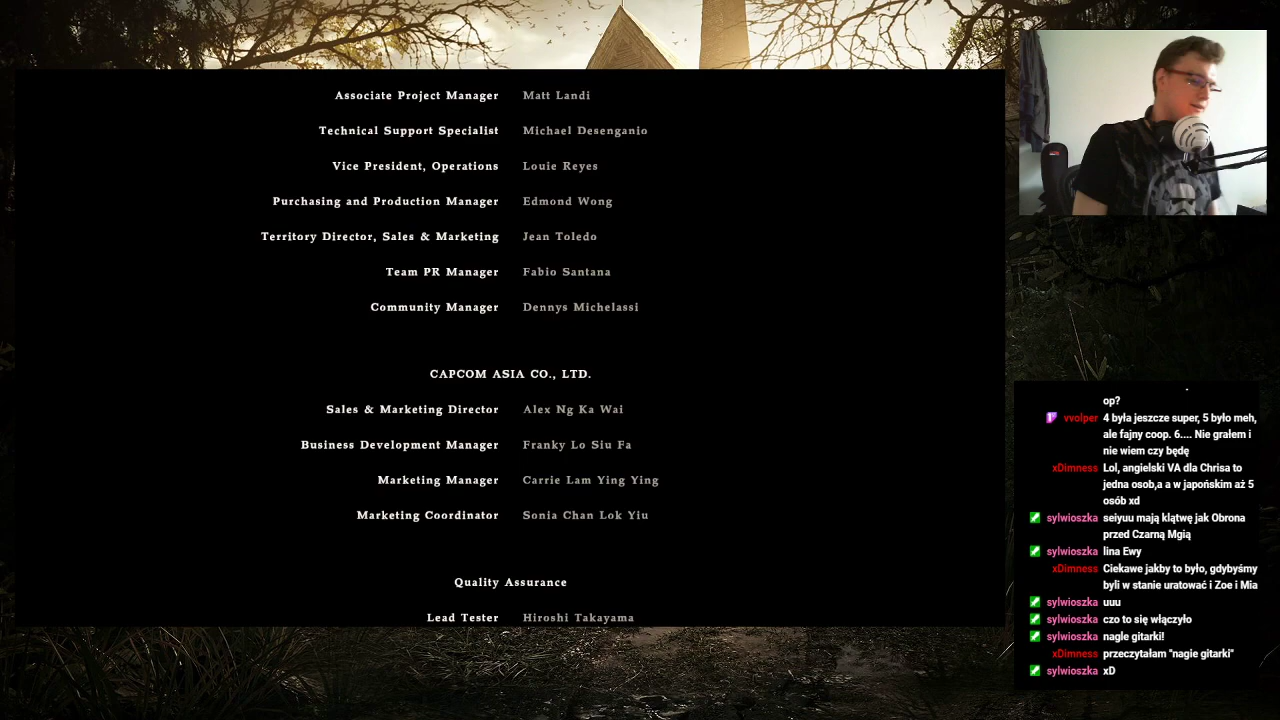 Associate Project Manager Matt Landi
Technical Support Specialist Michael Desenganio
Vice President, Operations Louie Reyes
Purchasing and Production Manager Edmond Wong
Territory Director, Sales & Marketing Jean Toledo
Team PR Manager Fabio Santana
Community Manager Dennys Michelassi
CAPCOM ASIA CO., LTD.
Sales & Marketing Director Alex Ng Ka Wai
Business Development Manager Franky Lo Siu Fa
Marketing Manager Carrie Lam Ying Ying
Marketing Coordinator Sonia Chan Lok Yiu
Quality Assurance
Lead Tester Hiroshi Takayama
op?
vvolper 4 była jeszcze super, 5 było meh,
ale fajny coop. 6.... Nie grałem i
nie wiem czy będę
xDimness Lol, angielski VA dla Chrisa to
jedna osob,a a w japońskim aż 5
osób xd
sylwioszka seiyuu mają klątwę jak Obrona
przed Czarną Mgią
sylwioszka lina Ewy
xDimness Ciekawe jakby to było, gdybyśmy
byli w stanie uratować i Zoe i Mia
sylwioszka uuu
sylwioszka czo to się włączyło
sylwioszka nagle gitarki!
xDimness przeczytałam "nagie gitarki"
sylwioszka xD